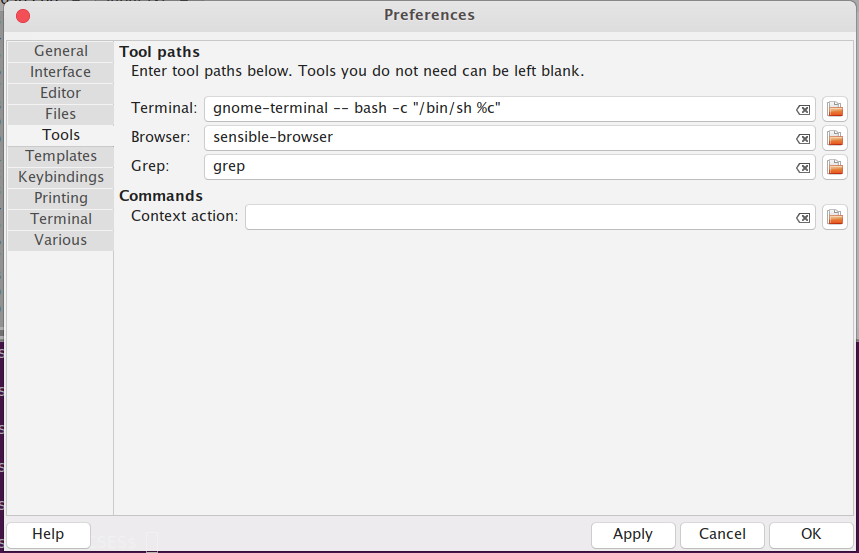 Preferences
General
Interface
Editor
Files
Tools
Templates
Keybindings
Printing
Terminal
Various
Tool paths
Enter tool paths below. Tools you do not need can be left blank.
Terminal: gnome-terminal -- bash -c "/bin/sh %c"
Browser: sensible-browser
Grep: grep
Commands
Context action:
Help
Apply
Cancel
OK